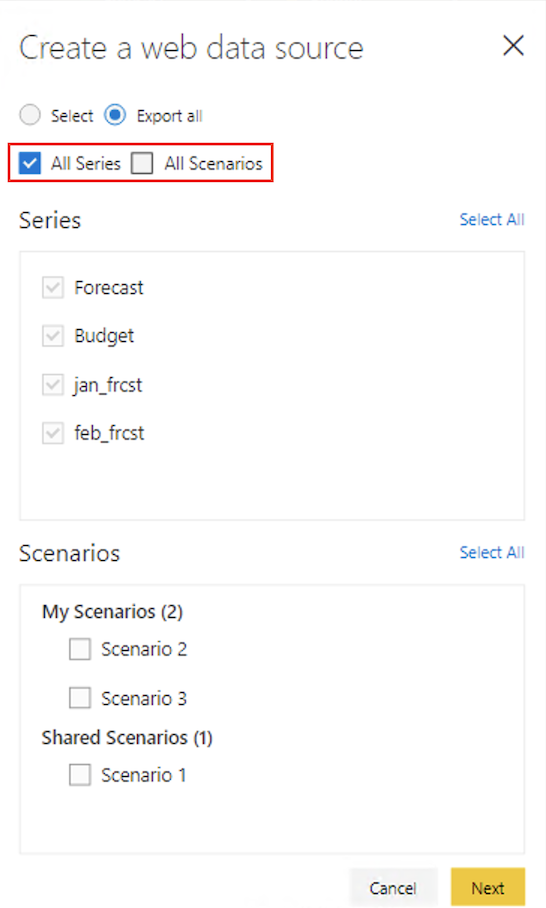 Create a web data source
Select Export all
All Series All Scenarios
Series Select All
Forecast
Budget
jan_frcst
feb_frcst
Scenarios Select All
My Scenarios (2)
Scenario 2
Scenario 3
Shared Scenarios (1)
Scenario 1
Cancel Next